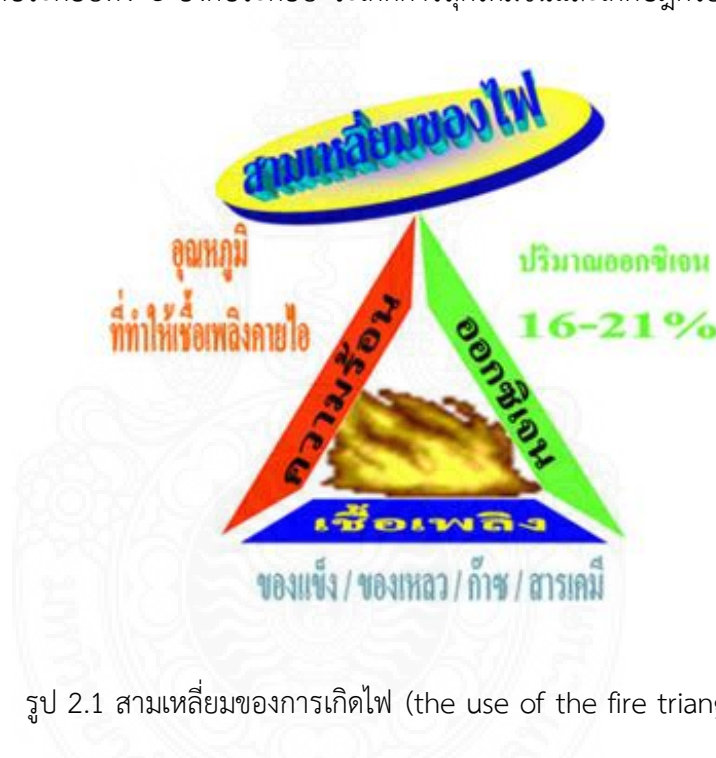 สามเหลี่ยมของไฟ
อุณหภูมิ
ที่ทำให้เชื้อเพลิงคายไอ
ปริมาณออกซิเจน
16-21%
ความร้อน
ออกซิเจน
เชื้อเพลิง
ของแข็ง / ของเหลว / ก๊าซ / สารเคมี
รูป 2.1 สามเหลี่ยมของการเกิดไฟ (the use of the fire